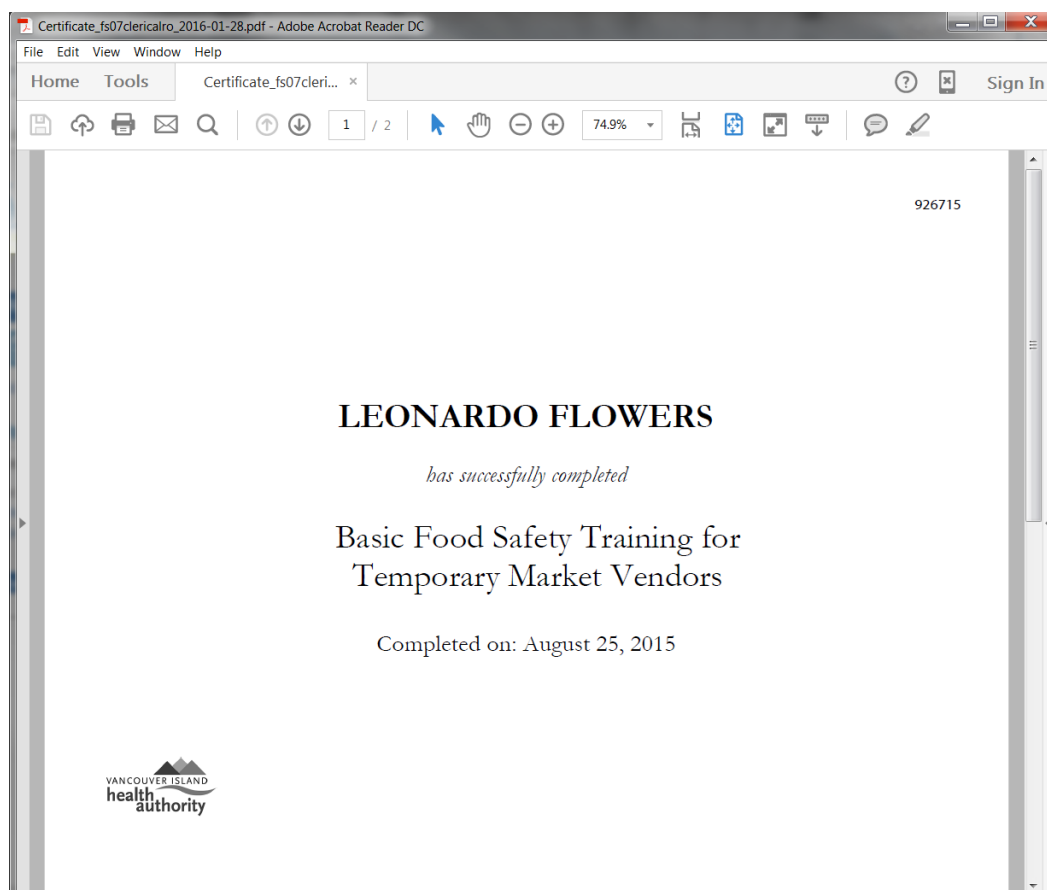 Certificate_fs07clericalro_2016-01-28.pdf - Adobe Acrobat Reader DC
File Edit View Window Help
Home Tools Certificate_fs07cleri... × Sign In
1 / 2 74.9%
926715
LEONARDO FLOWERS
has successfully completed
Basic Food Safety Training for
Temporary Market Vendors
Completed on: August 25, 2015
VANCOUVER ISLAND
health
authority